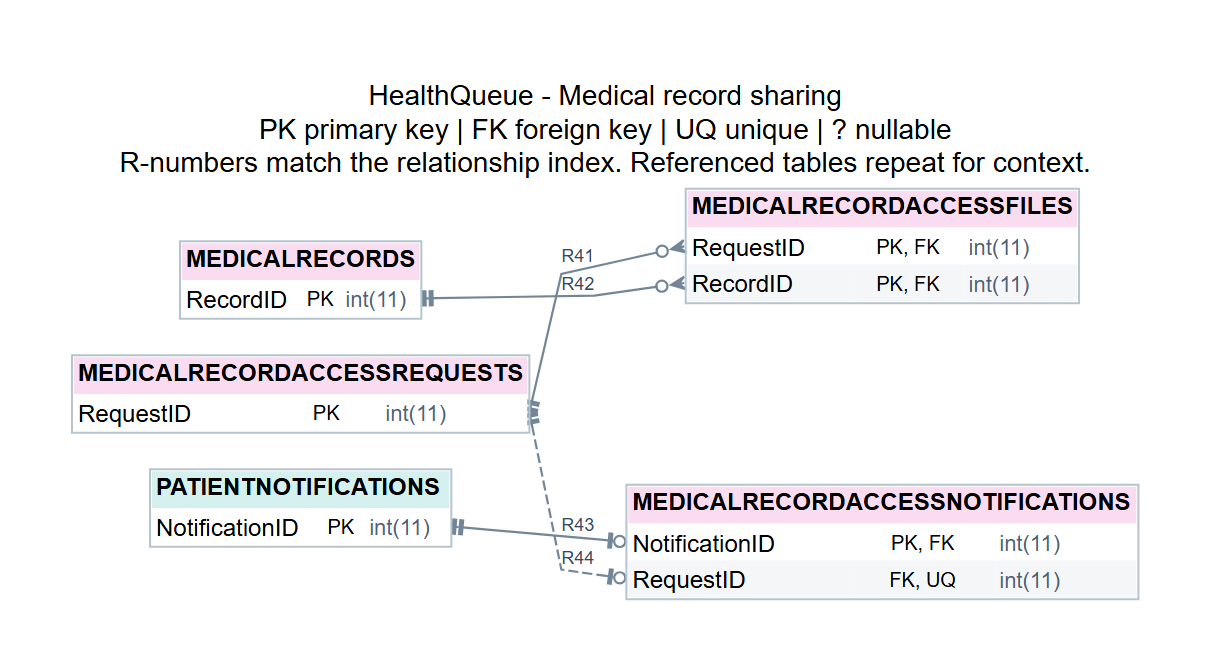 HealthQueue - Medical record sharing
PK primary key | FK foreign key | UQ unique | ? nullable
R-numbers match the relationship index. Referenced tables repeat for context.
MEDICALRECORDACCESSFILES
RequestID PK, FK int(11)
RecordID PK, FK int(11)
MEDICALRECORDS
RecordID PK int(11)
R41
R42
MEDICALRECORDACCESSREQUESTS
RequestID PK int(11)
PATIENTNOTIFICATIONS
NotificationID PK int(11)
R43
R44
MEDICALRECORDACCESSNOTIFICATIONS
NotificationID PK, FK int(11)
RequestID FK, UQ int(11)